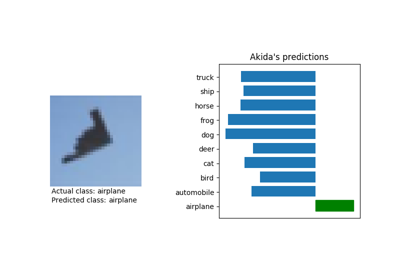 Akida's predictions
truck
ship
horse
frog
dog
deer
cat
bird
automobile
airplane
Actual class: airplane
Predicted class: airplane